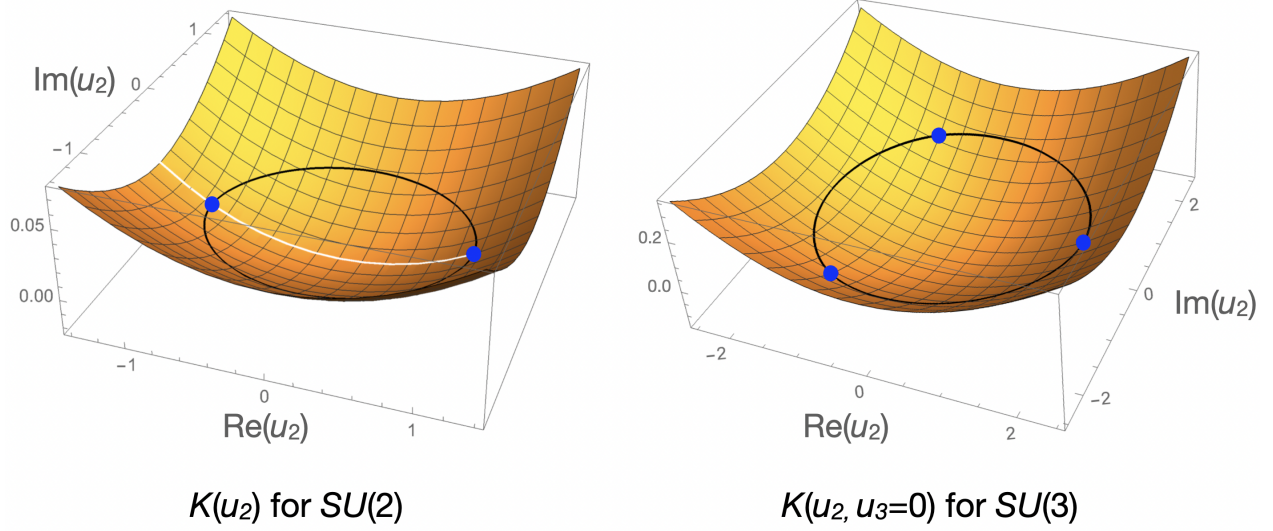 1
0
−1
Im(u₂)
0.05
0.00
−1
0
1
Re(u₂)
K(u₂) for SU(2)
0.2
0.0
−2
0
2
Re(u₂)
2
0
−2
Im(u₂)
K(u₂, u₃=0) for SU(3)